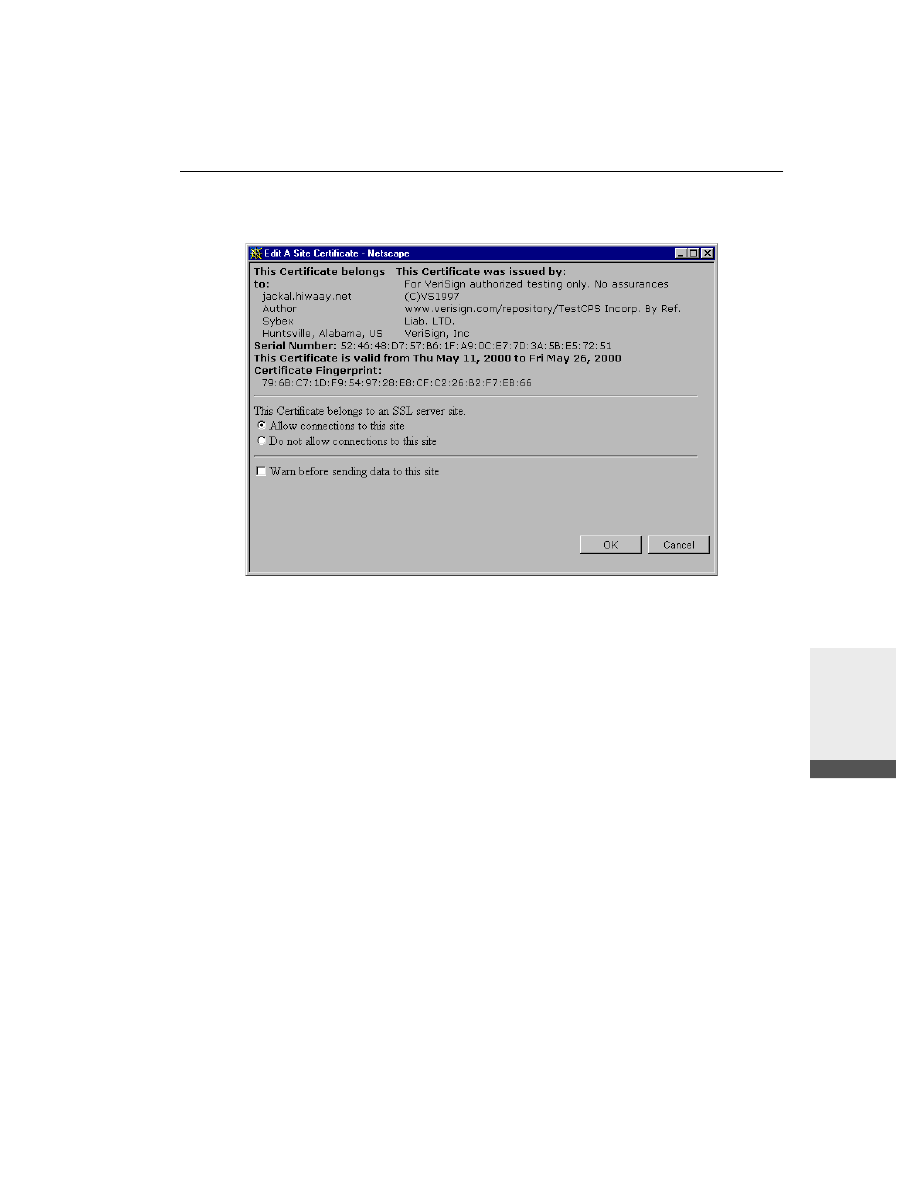 Edit A Site Certificate - Netscape
This Certificate belongs to:
jackal.hiwaay.net
Author
Sybex
Huntsville, Alabama, US
This Certificate was issued by:
For VeriSign authorized testing only. No assurances
(C)VS1997
www.verisign.com/repository/TestCPS Incorp. By Ref.
Liab. LTD.
VeriSign, Inc
Serial Number: 52:46:48:D7:57:B6:1F:A9:0C:E7:7D:3A:5B:E5:72:51
This Certificate is valid from Thu May 11, 2000 to Fri May 26, 2000
Certificate Fingerprint:
79:6B:C7:1D:F9:54:97:28:E8:CF:C2:26:B2:F7:EB:66
This Certificate belongs to an SSL server site.
Allow connections to this site
Do not allow connections to this site
Warn before sending data to this site
OK
Cancel